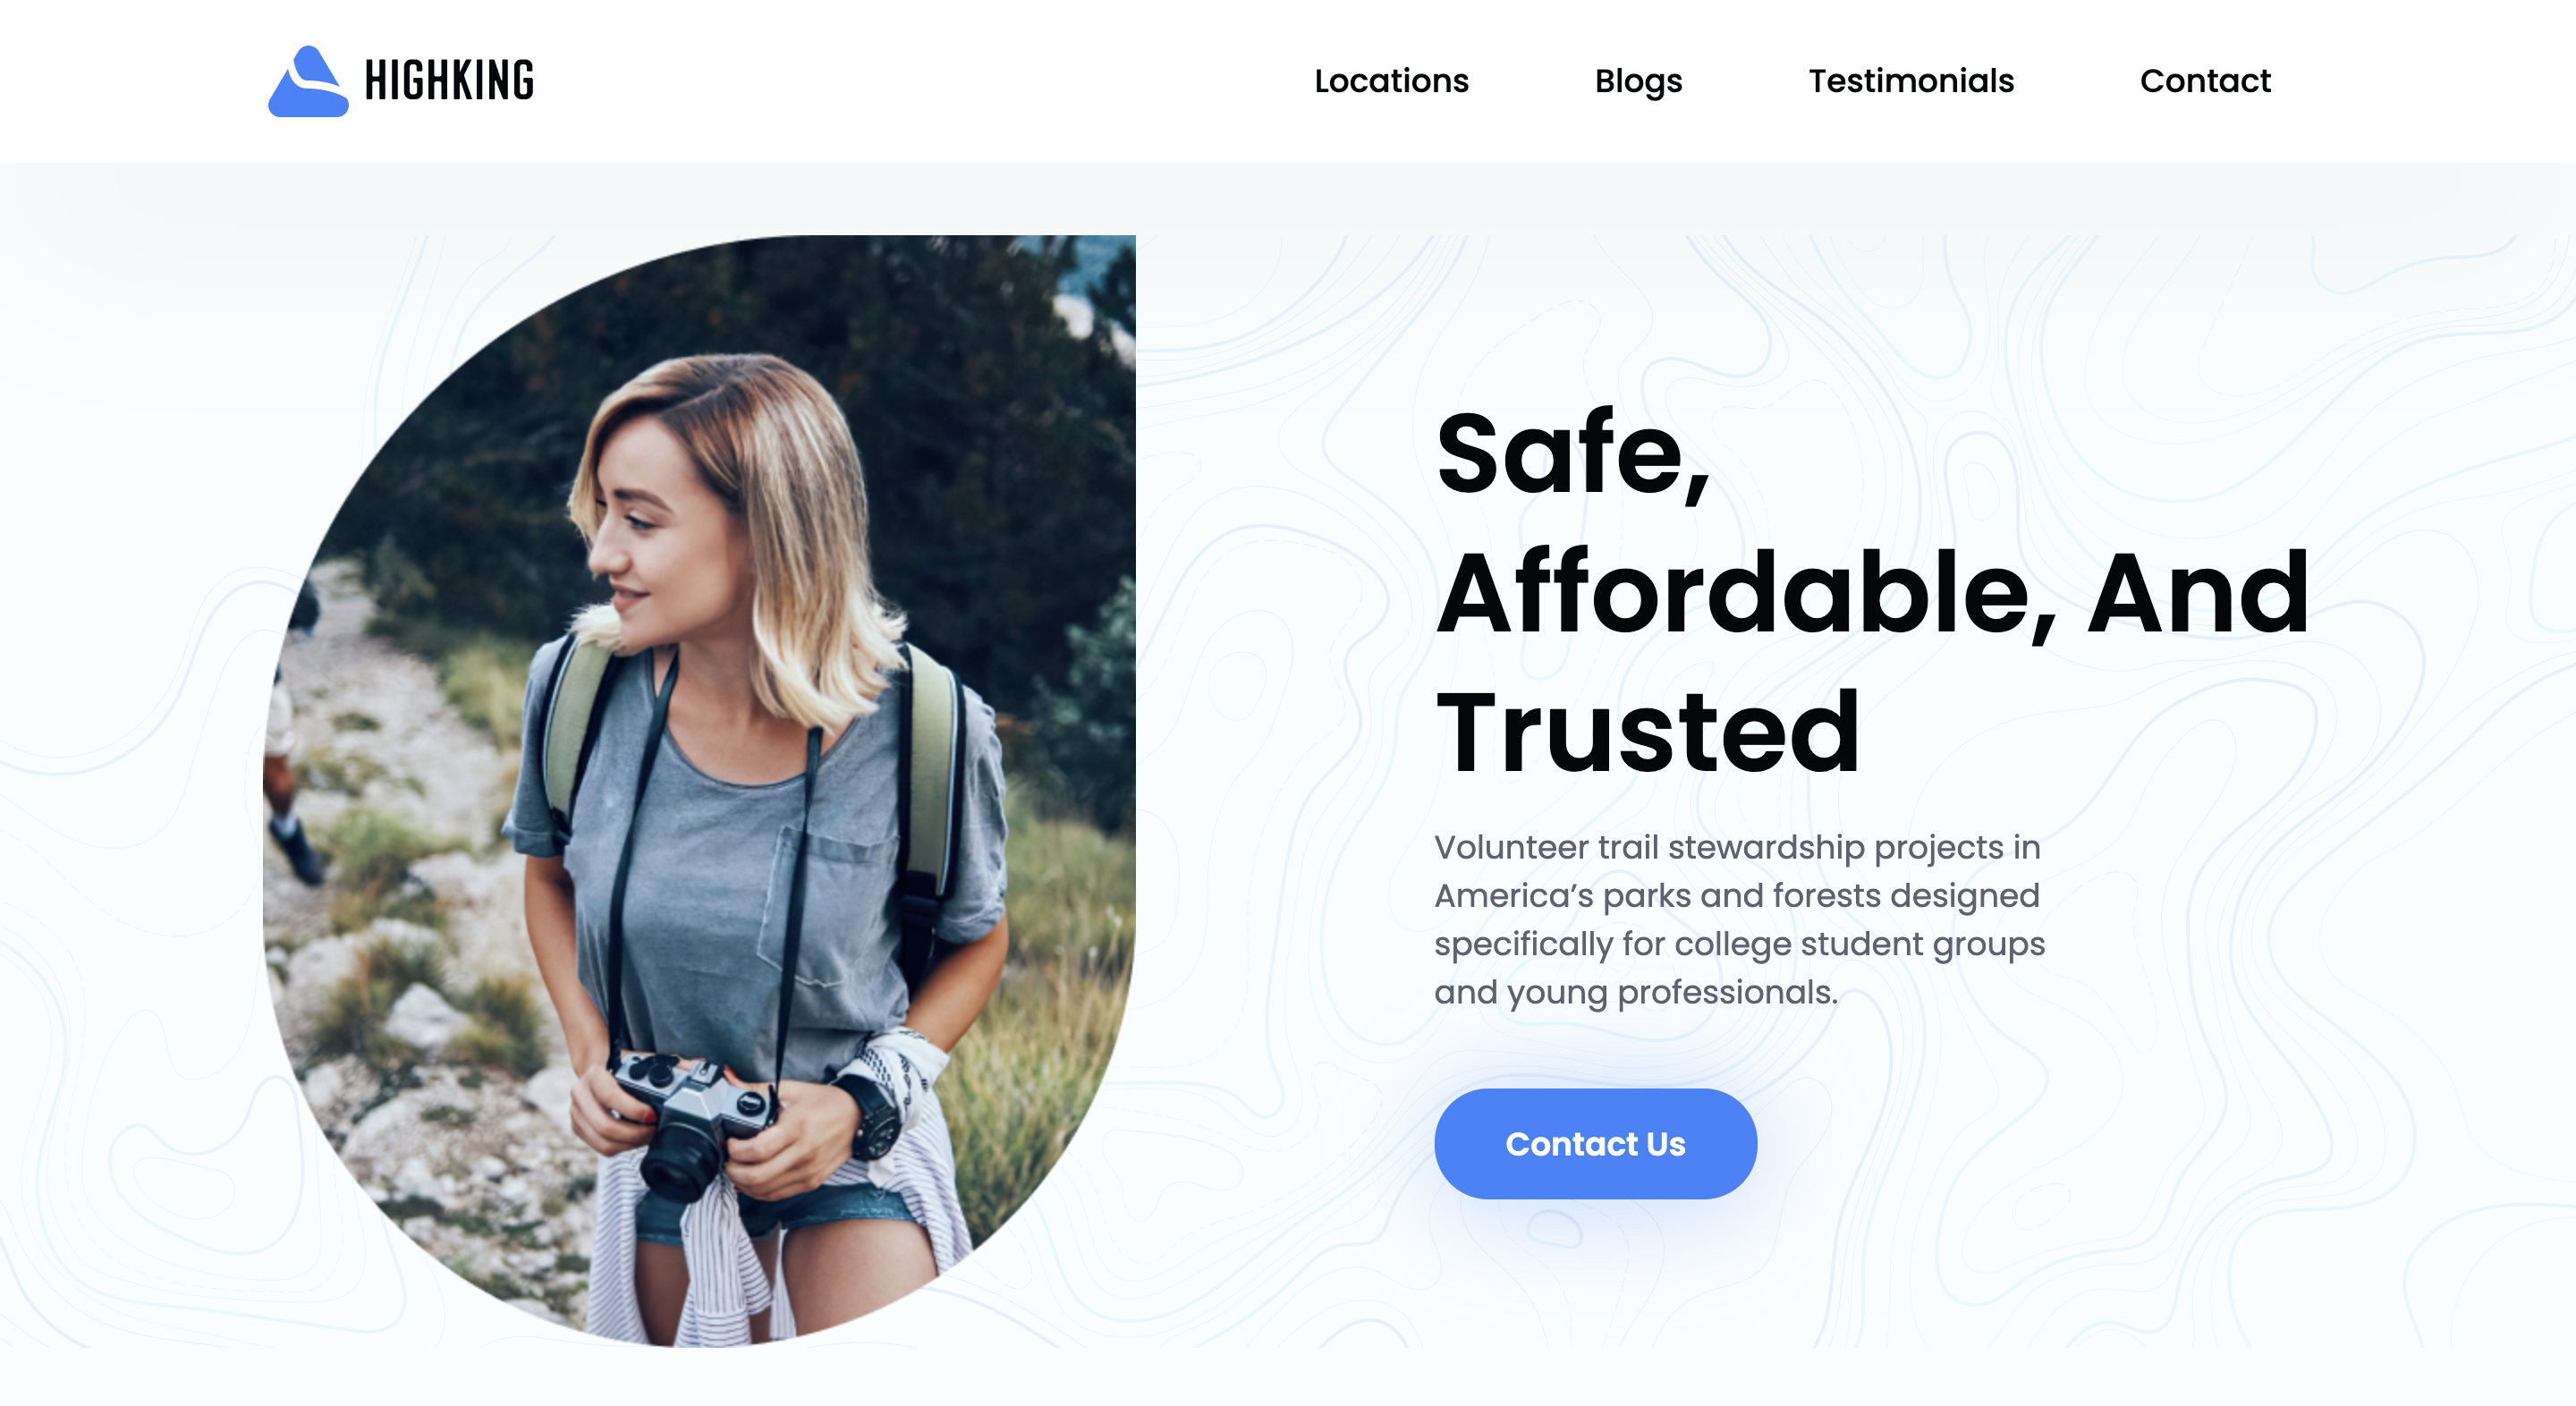 HIGHKING
Locations
Blogs
Testimonials
Contact
Safe,
Affordable, And
Trusted
Volunteer trail stewardship projects in
America’s parks and forests designed
specifically for college student groups
and young professionals.
Contact Us